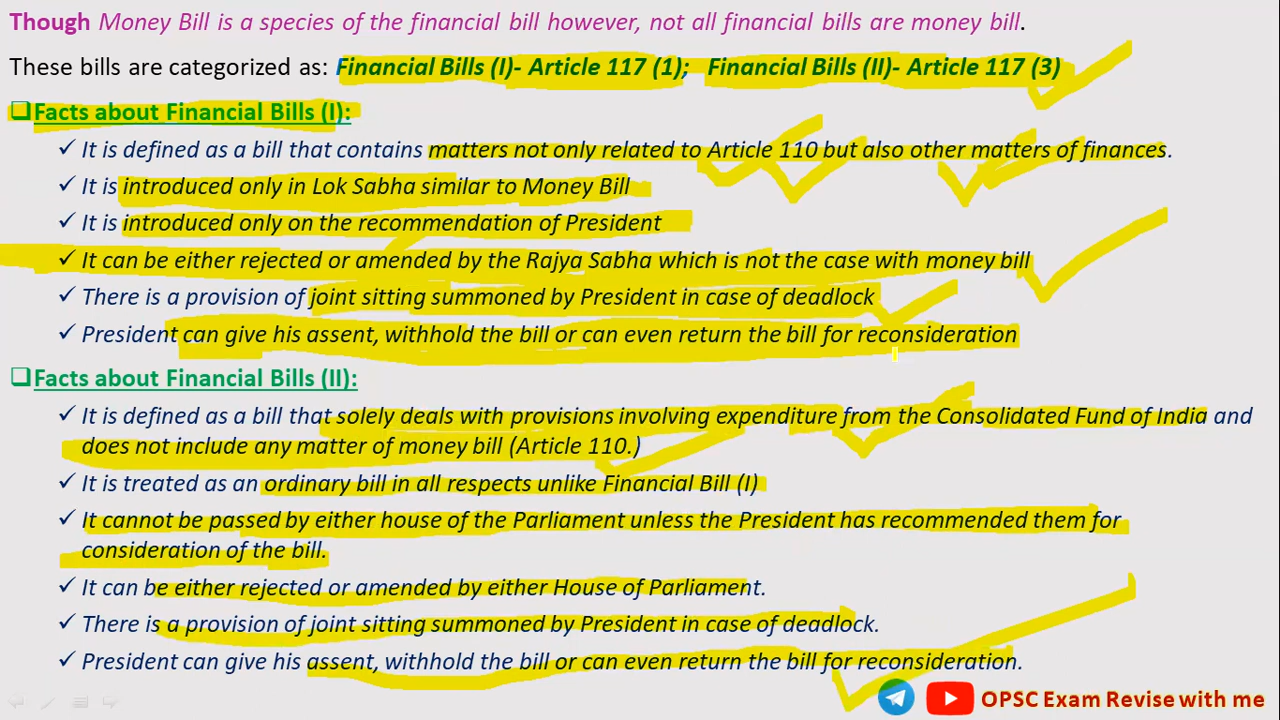 Though Money Bill is a species of the financial bill however, not all financial bills are money bill.
These bills are categorized as: Financial Bills (I)- Article 117 (1); Financial Bills (II)- Article 117 (3)
Facts about Financial Bills (I):
It is defined as a bill that contains matters not only related to Article 110 but also other matters of finances.
It is introduced only in Lok Sabha similar to Money Bill
It is introduced only on the recommendation of President
It can be either rejected or amended by the Rajya Sabha which is not the case with money bill
There is a provision of joint sitting summoned by President in case of deadlock
President can give his assent, withhold the bill or can even return the bill for reconsideration
Facts about Financial Bills (II):
It is defined as a bill that solely deals with provisions involving expenditure from the Consolidated Fund of India and
does not include any matter of money bill (Article 110.)
It is treated as an ordinary bill in all respects unlike Financial Bill (I)
It cannot be passed by either house of the Parliament unless the President has recommended them for
consideration of the bill.
It can be either rejected or amended by either House of Parliament.
There is a provision of joint sitting summoned by President in case of deadlock.
President can give his assent, withhold the bill or can even return the bill for reconsideration.
OPSC Exam Revise with me